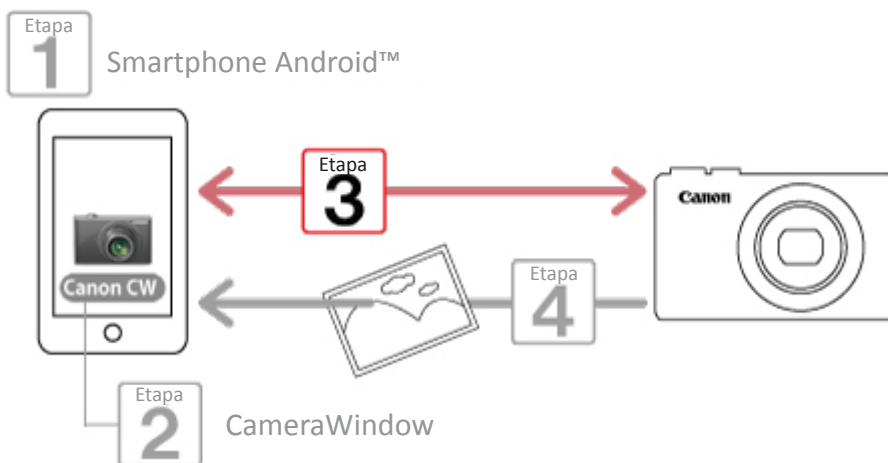 Etapa
1
Smartphone Android™
Etapa
3
Canon
Canon CW
Etapa
4
Etapa
2
CameraWindow